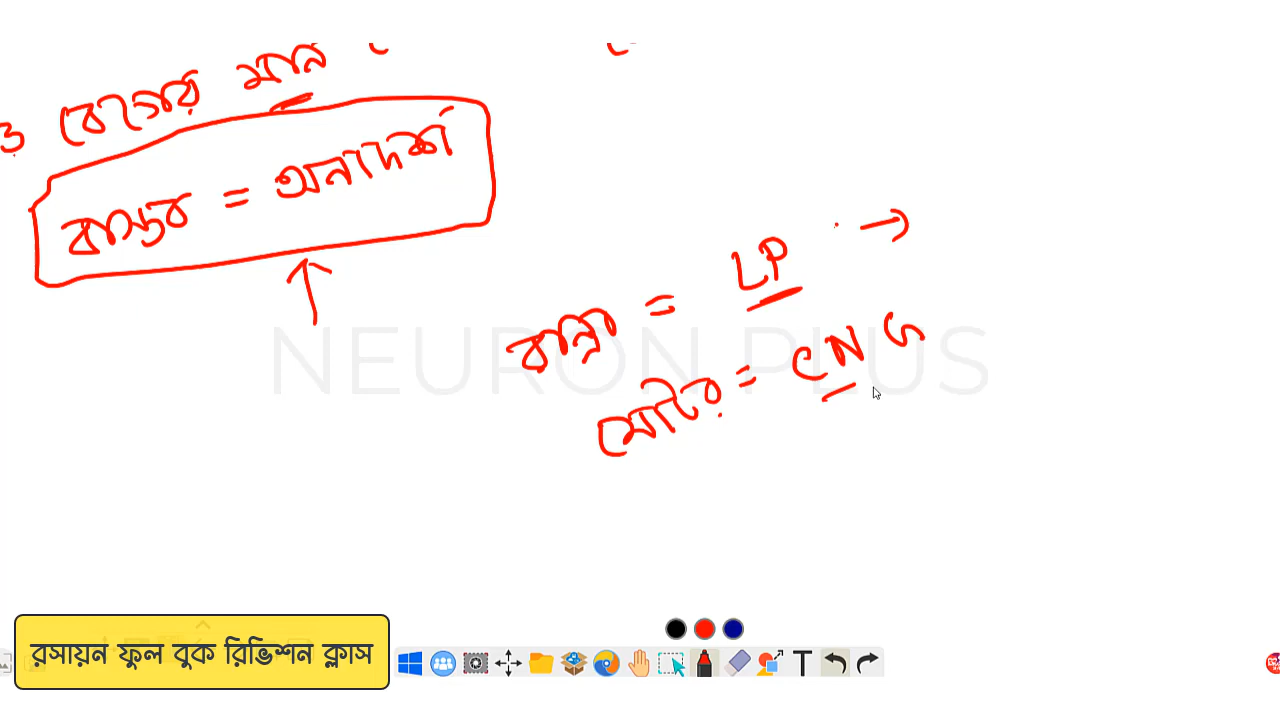 ও বেগের মান
বাস্তব = অনাদর্শ
রান্না = LP →
মোটর = CNG
NEURON PLUS
রসায়ন ফুল বুক রিভিশন ক্লাস
T